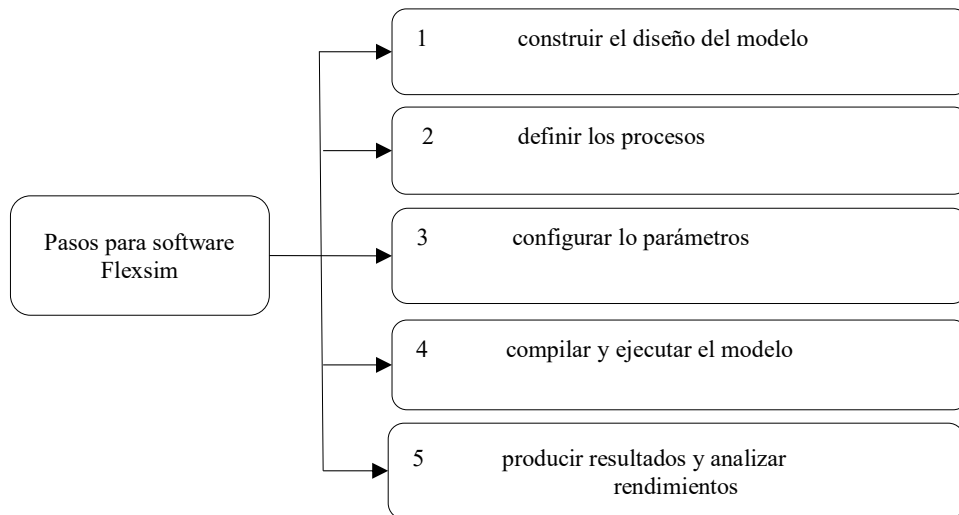 1 construir el diseño del modelo
2 definir los procesos
Pasos para software
Flexsim
3 configurar lo parámetros
4 compilar y ejecutar el modelo
5 producir resultados y analizar
rendimientos